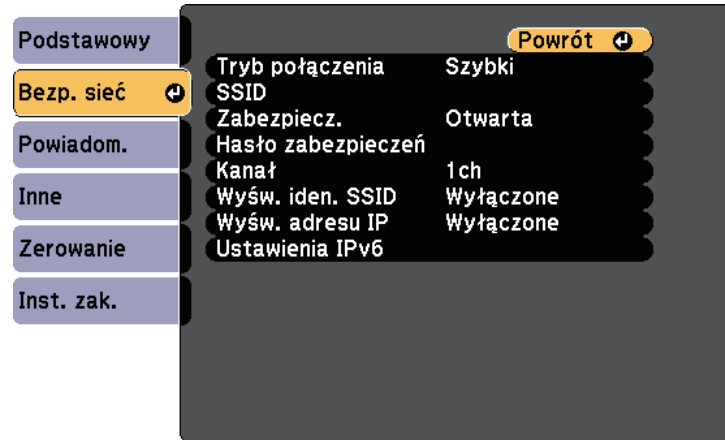 Podstawowy
Bezp. sieć
Powiadom.
Inne
Zerowanie
Inst. zak.
Powrót
Tryb połączenia Szybki
SSID
Zabezpiecz. Otwarta
Hasło zabezpieczeń
Kanał 1ch
Wyśw. iden. SSID Wyłączone
Wyśw. adresu IP Wyłączone
Ustawienia IPv6